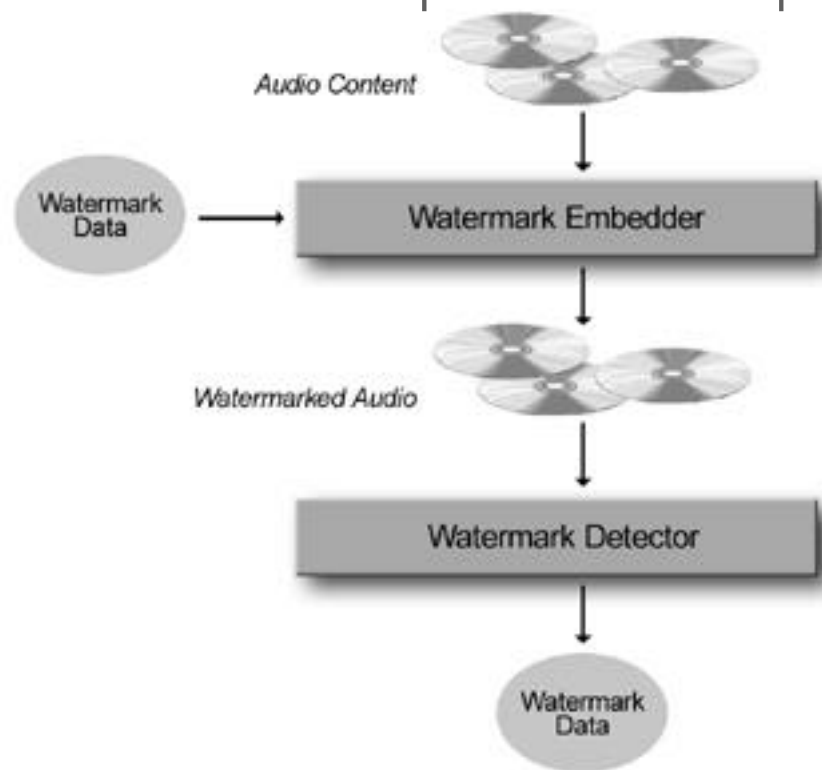 Audio Content
Watermark
Data
Watermark Embedder
Watermarked Audio
Watermark Detector
Watermark
Data